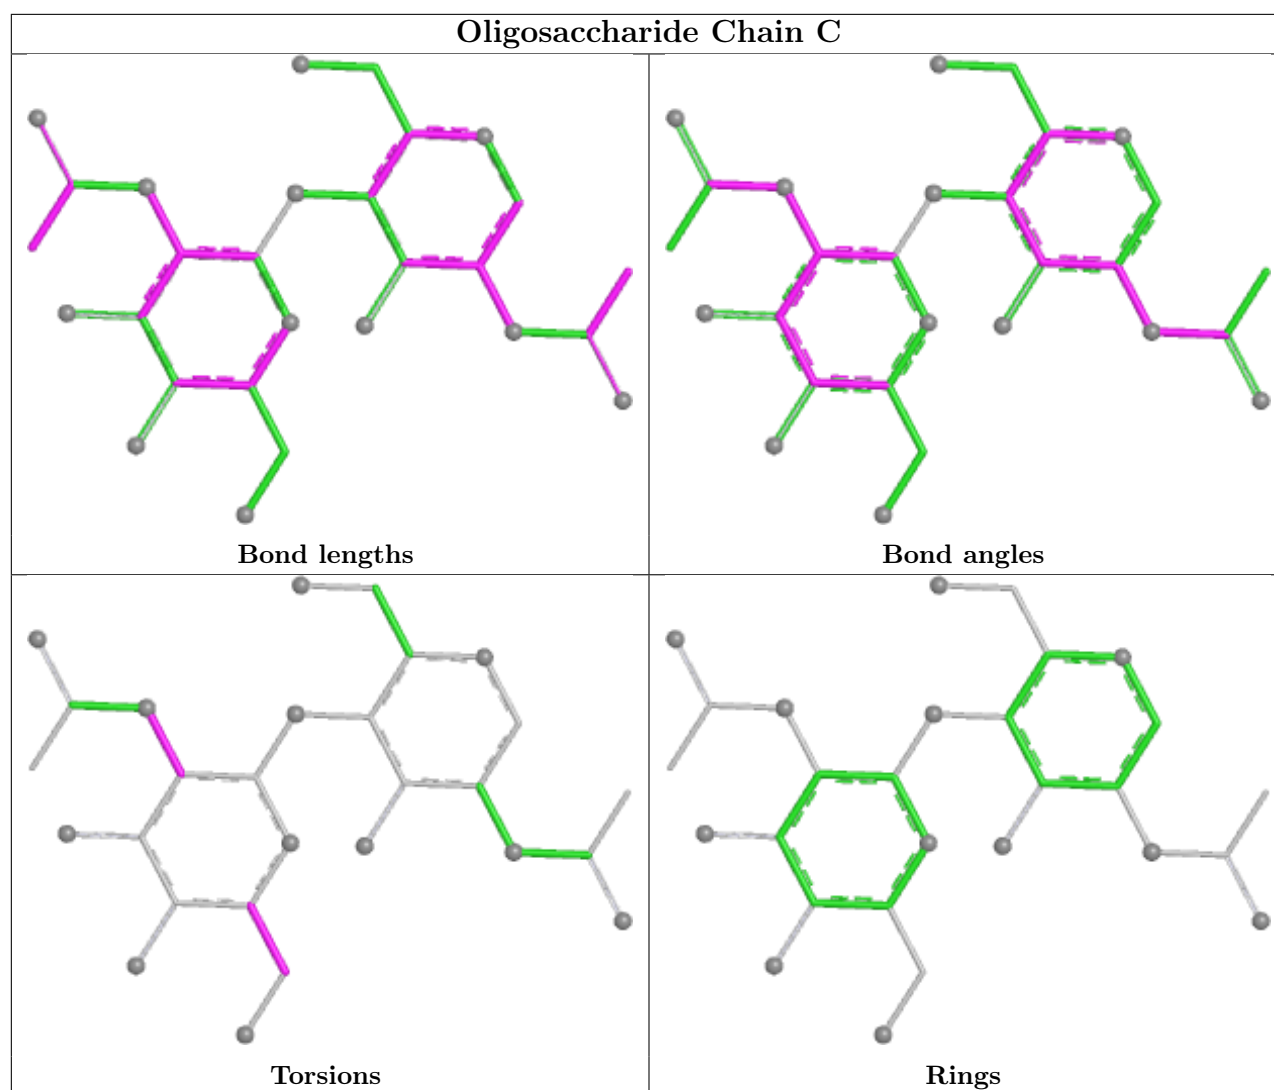 Oligosaccharide Chain C
Bond lengths
Bond angles
Torsions
Rings